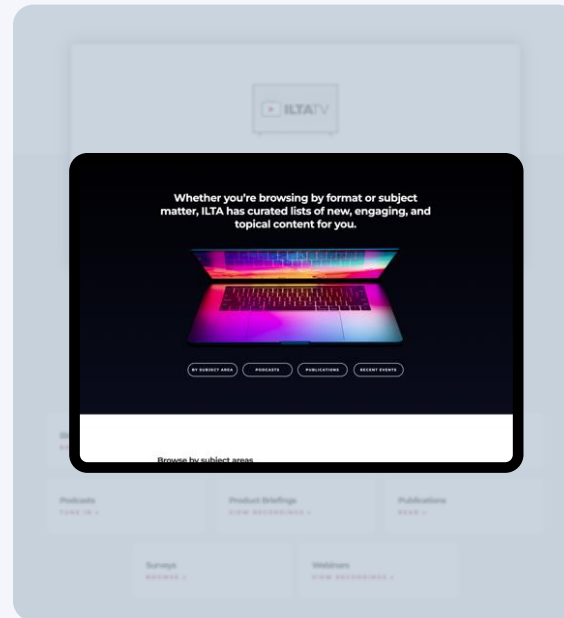 ILTATV
Whether you're browsing by format or subject
matter, ILTA has curated lists of new, engaging, and
topical content for you.
BY SUBJECT AREA
PODCASTS
PUBLICATIONS
RECENT EVENTS
Browse by subject areas
Podcasts
TUNE IN >
Product Briefings
VIEW RECORDINGS >
Publications
READ >
Surveys
BROWSE >
Webinars
VIEW RECORDINGS >